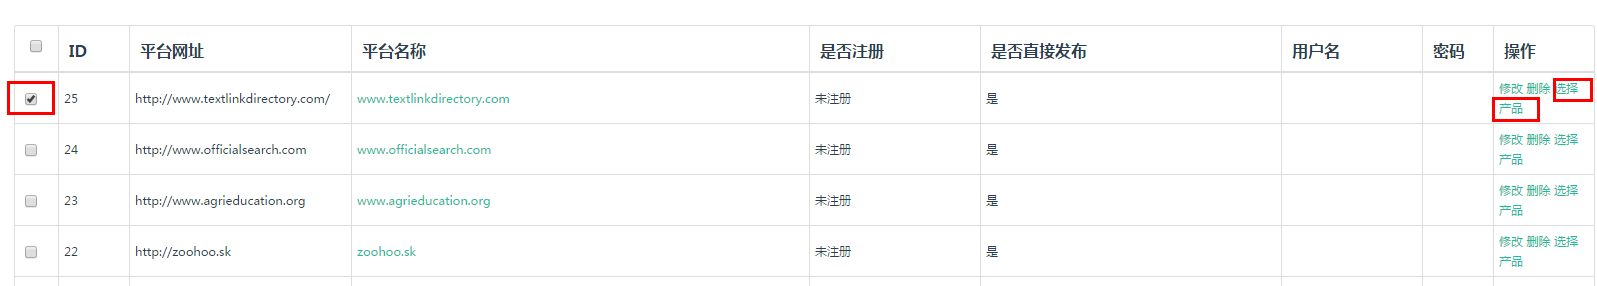 ID 平台网址 平台名称 是否注册 是否直接发布 用户名 密码 操作
25 http://www.textlinkdirectory.com/ www.textlinkdirectory.com 未注册 是 修改 删除 选择
产品
24 http://www.officialsearch.com www.officialsearch.com 未注册 是 修改 删除 选择
产品
23 http://www.agrieducation.org www.agrieducation.org 未注册 是 修改 删除 选择
产品
22 http://zoohoo.sk zoohoo.sk 未注册 是 修改 删除 选择
产品